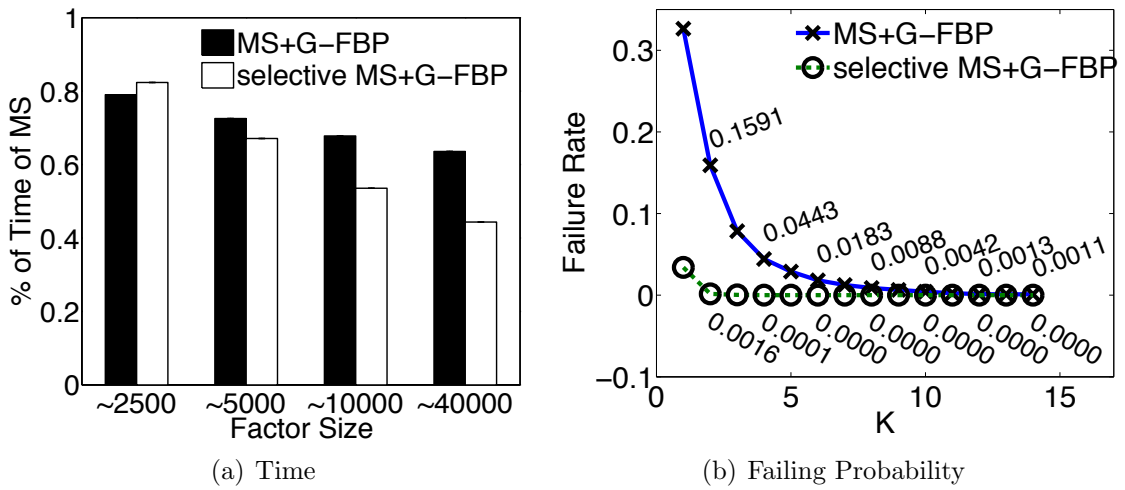 1
0.8
0.6
0.4
0.2
0
% of Time of MS
MS+G−FBP
selective MS+G−FBP
~2500 ~5000 ~10000 ~40000
Factor Size
(a) Time
0.3
0.2
0.1
0
−0.1
Failure Rate
MS+G−FBP
selective MS+G−FBP
0.1591
0.0443
0.0183
0.0088
0.0042
0.0013
0.0011
0.0016
0.0001
0.0000
0.0000
0.0000
0.0000
0.0000
0 5 10 15
K
(b) Failing Probability